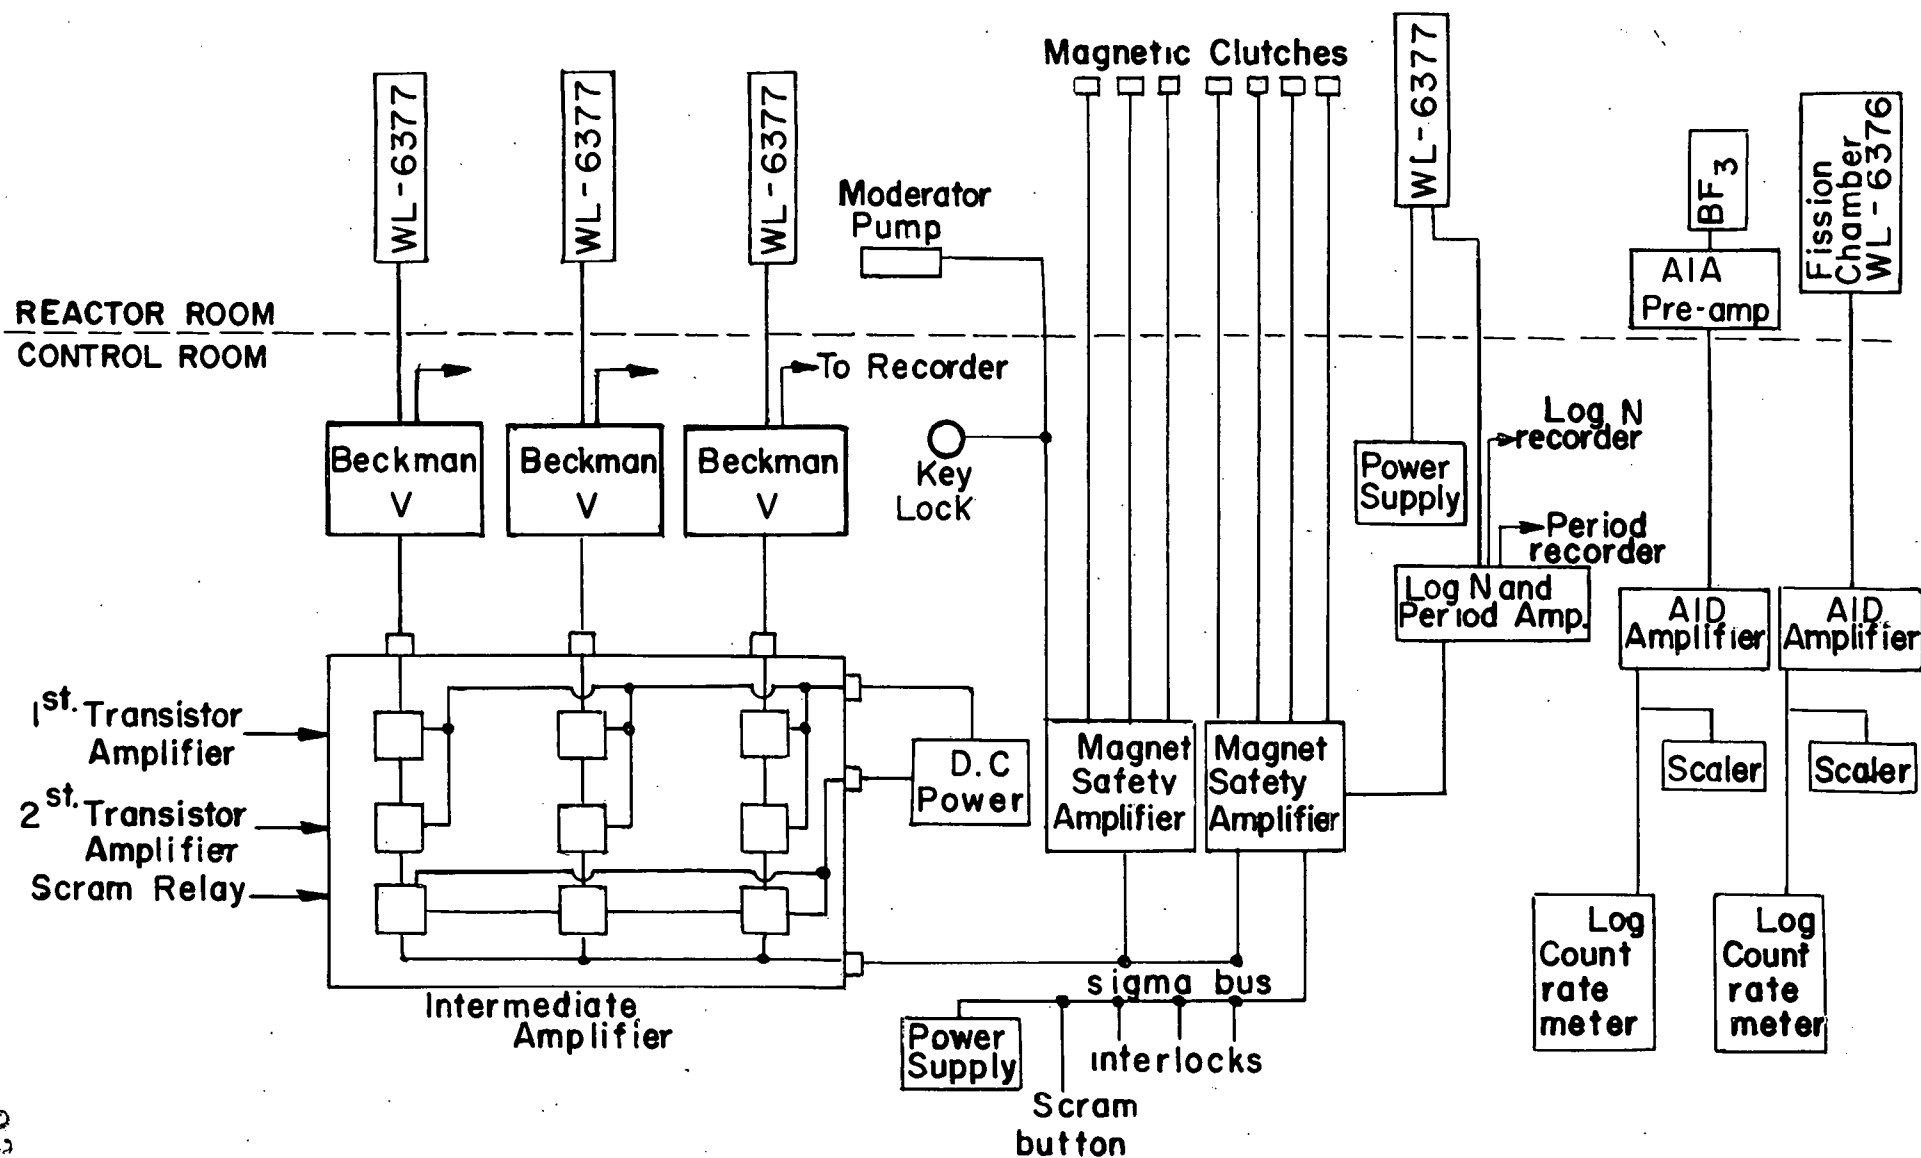 Magnetic Clutches
WL-6377
WL-6377
WL-6377
WL-6377
BF3
Fission
Chamber
WL-6376
Moderator
Pump
AIA
Pre-amp
REACTOR ROOM
CONTROL ROOM
To Recorder
Beckman
V
Beckman
V
Beckman
V
Key
Lock
Power
Supply
Log N
recorder
Period
recorder
Log N and
Period Amp.
AID
Amplifier
AID
Amplifier
1st. Transistor
Amplifier
2st. Transistor
Amplifier
Scram Relay
D.C
Power
Magnet
Safety
Amplifier
Magnet
Safety
Amplifier
Scaler
Scaler
Log
Count
rate
meter
Log
Count
rate
meter
Intermediate
Amplifier
sigma bus
Power
Supply
interlocks
Scram
button